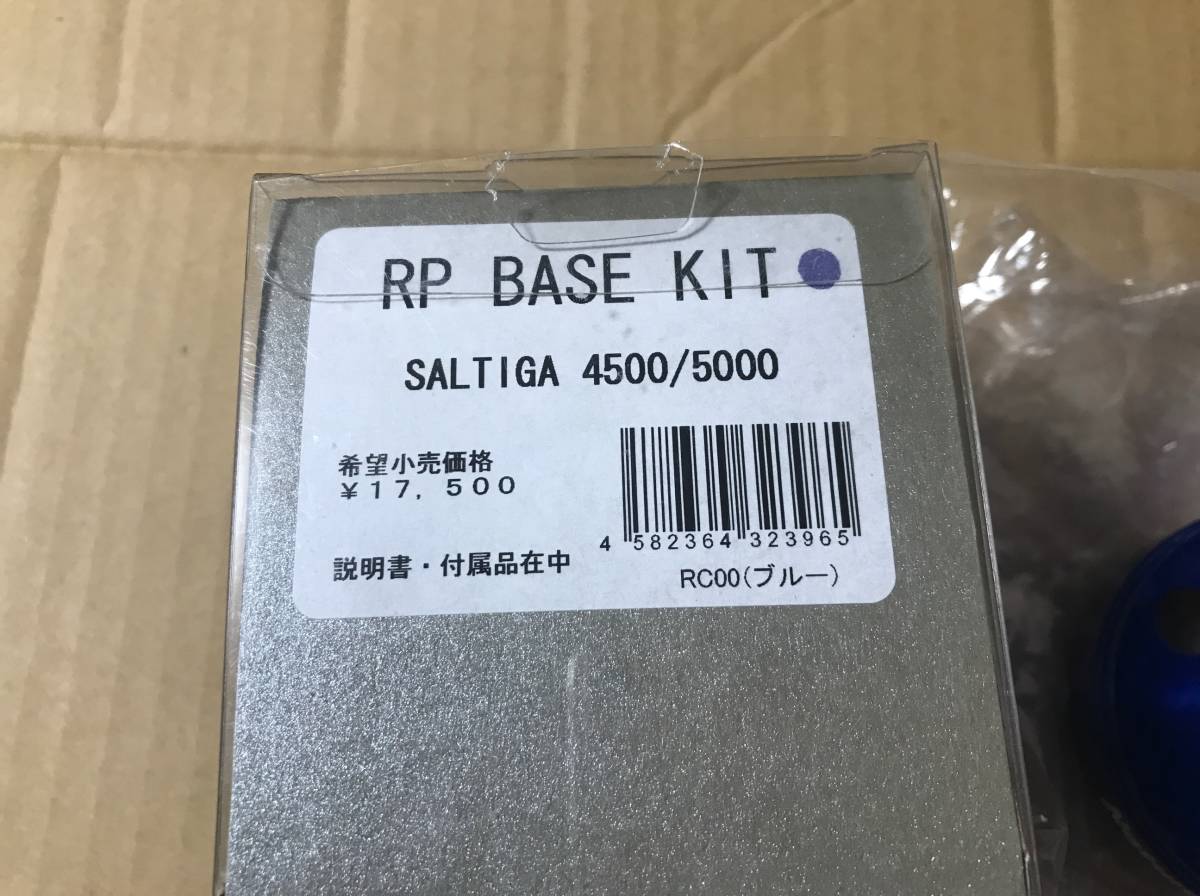 RP BASE KIT
SALTIGA 4500/5000
希望小売価格
￥17,500
4 582364 323965
説明書・付属品在中
RC00(ブルー)